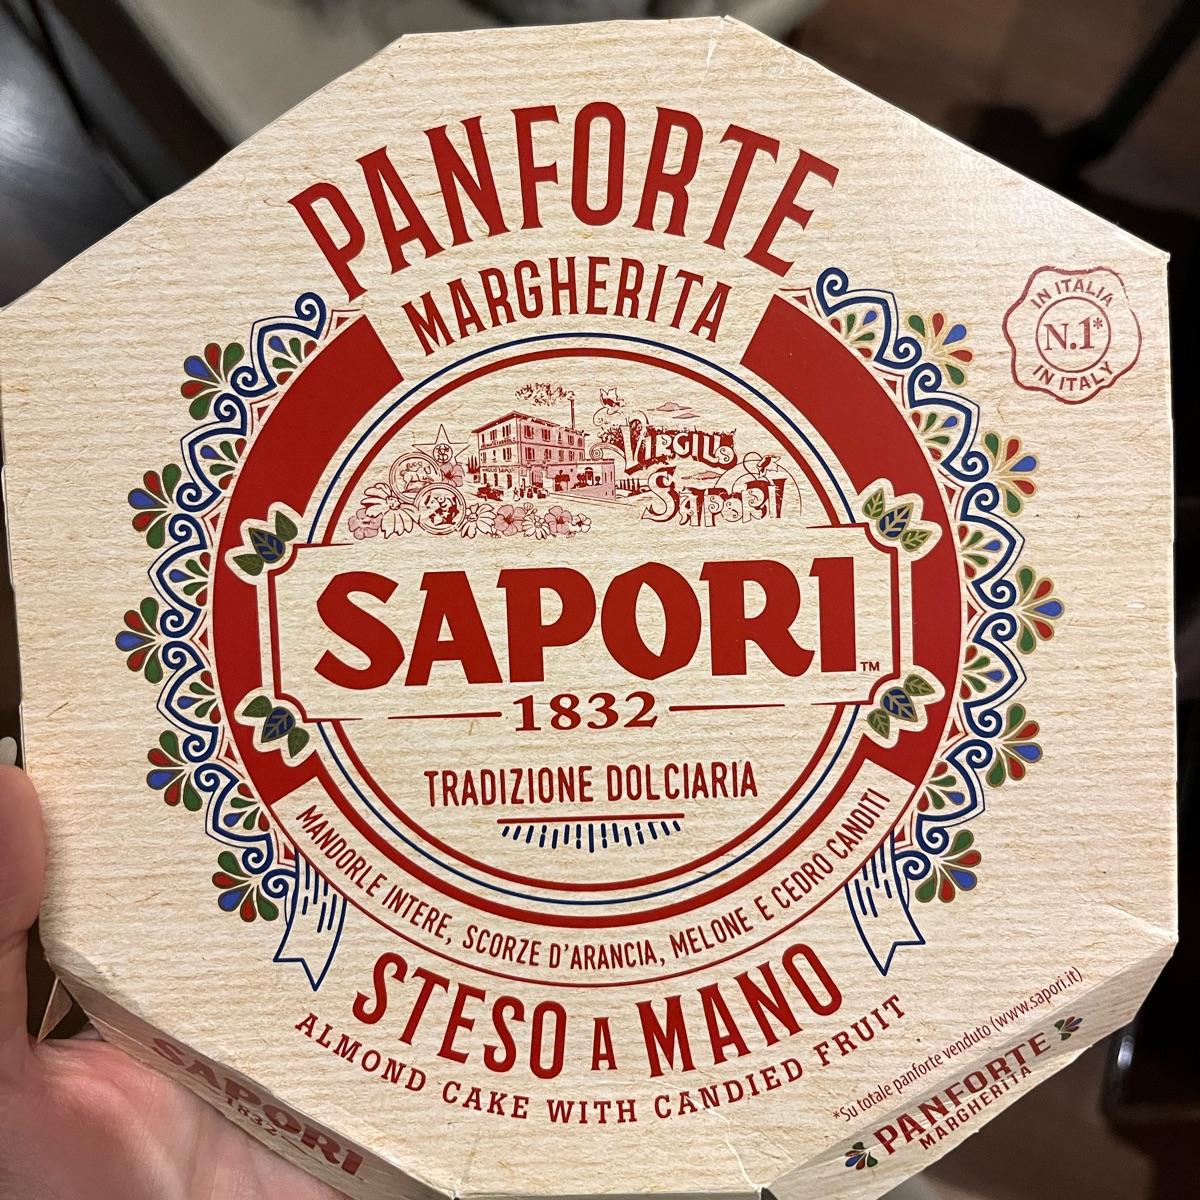 PANFORTE
MARGHERITA
IN ITALIA
N.1*
IN ITALY
VIRGILIO
SAPORI
SAPORI™
1832
TRADIZIONE DOLCIARIA
MANDORLE INTERE, SCORZE D'ARANCIA, MELONE E CEDRO CANDITI
STESO A MANO
ALMOND CAKE WITH CANDIED FRUIT
*Su totale panforte venduto (www.sapori.it)
PANFORTE
MARGHERITA
SAPORI
1832